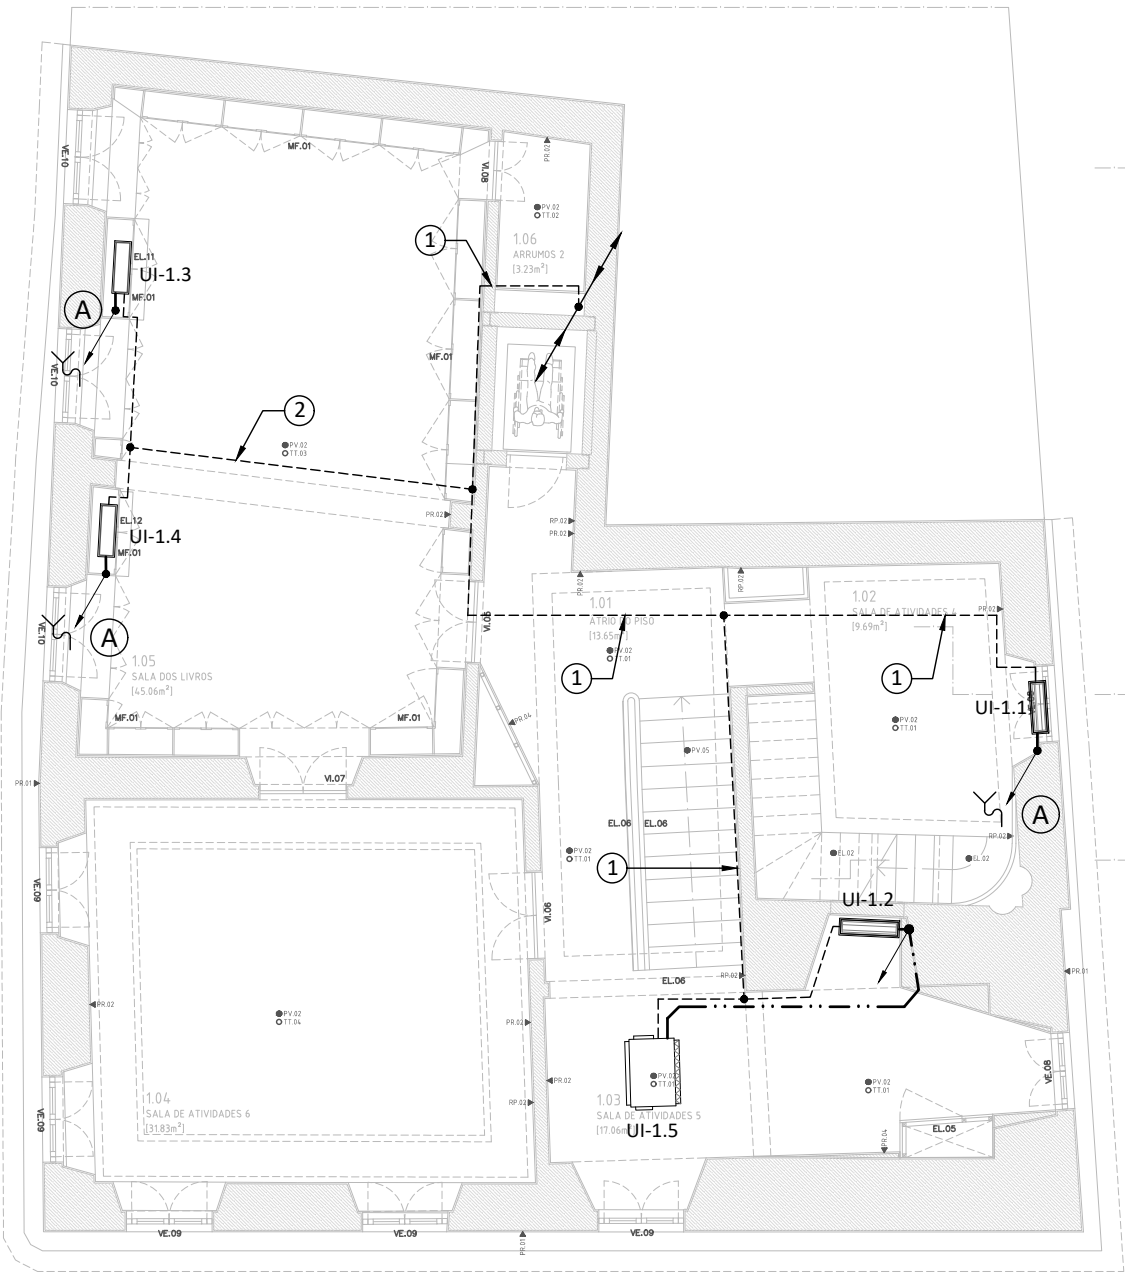 MF.01
VE.10
VI.08
PR.02
PV.02
TT.02
1.06
ARRUMOS 2
[3.23m²]
1
EL.11
UI-1.3
MF.01
A
VE.10
MF.01
2
PV.02
TT.03
PR.02
RP.02
PR.02
EL.12
UI-1.4
MF.01
A
VE.10
1.05
SALA DOS LIVROS
[45.06m²]
VI.05
PR.02
RP.02
1.01
ATRIO DO PISO
[13.65m²]
PV.02
TT.01
1
1.02
SALA DE ATIVIDADES 4
[9.69m²]
PR.02
1
UI-1.1
PV.02
TT.01
MF.01
MF.01
PR.04
PV.05
VI.07
PR.01
A
RP.02
EL.06
EL.06
PV.02
TT.01
EL.02
EL.02
1
VE.09
VI.06
UI-1.2
EL.06
RP.02
PR.01
PR.02
PV.02
TT.04
PR.02
PR.02
PV.02
TT.01
PV.02
TT.01
VE.08
1.04
SALA DE ATIVIDADES 6
[31.83m²]
RP.02
1.03
SALA DE ATIVIDADES 5
[17.06m²]
UI-1.5
EL.05
PR.04
VE.09
VE.09
VE.09
VE.09
PR.01